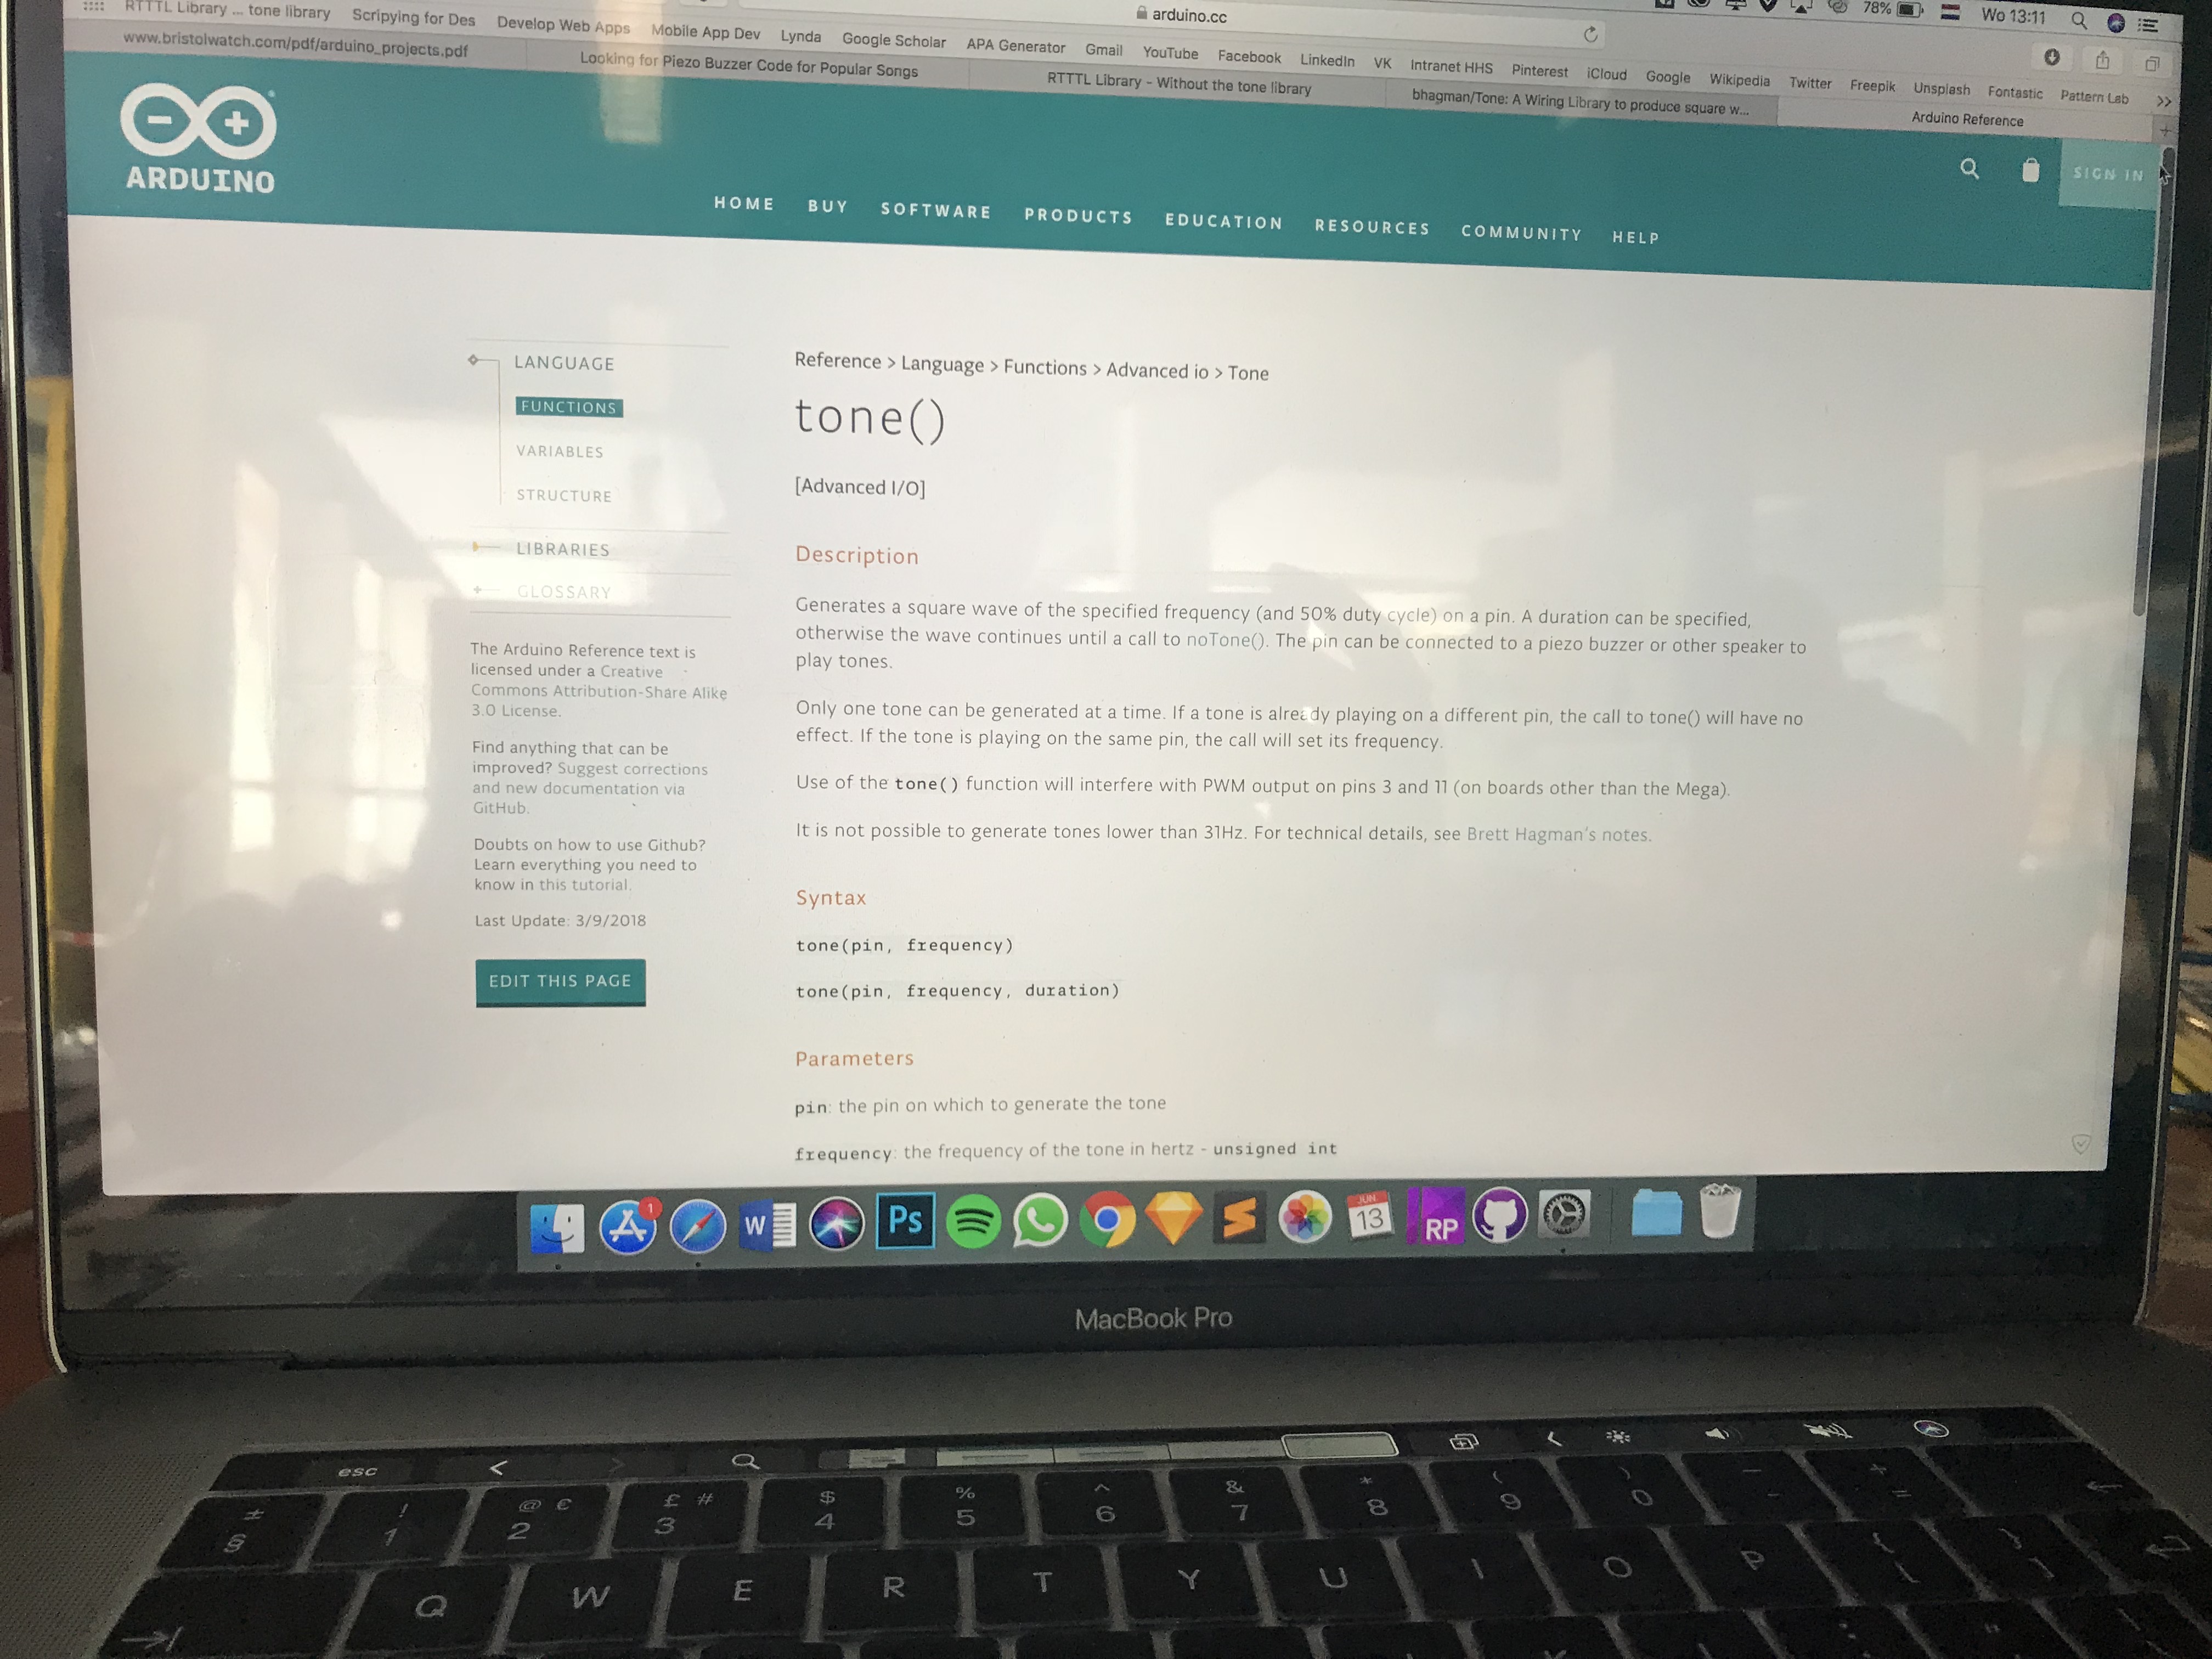 arduino.cc
78%
Wo 13:11
RTTTL Library ... tone library
Scripying for Des
Develop Web Apps
Mobile App Dev
Lynda
Google Scholar
APA Generator
Gmail
YouTube
Facebook
LinkedIn
VK
Intranet HHS
Pinterest
iCloud
Google
Wikipedia
Twitter
Freepik
Unsplash
Fontastic
Pattern Lab
>>
www.bristolwatch.com/pdf/arduino_projects.pdf
Looking for Piezo Buzzer Code for Popular Songs
RTTTL Library - Without the tone library
bhagman/Tone: A Wiring Library to produce square w...
Arduino Reference
ARDUINO
SIGN IN
HOME
BUY
SOFTWARE
PRODUCTS
EDUCATION
RESOURCES
COMMUNITY
HELP
LANGUAGE
FUNCTIONS
VARIABLES
STRUCTURE
LIBRARIES
GLOSSARY
The Arduino Reference text is
licensed under a Creative
Commons Attribution-Share Alike
3.0 License.
Find anything that can be
improved? Suggest corrections
and new documentation via
GitHub.
Doubts on how to use Github?
Learn everything you need to
know in this tutorial.
Last Update: 3/9/2018
EDIT THIS PAGE
Reference > Language > Functions > Advanced io > Tone
tone()
[Advanced I/O]
Description
Generates a square wave of the specified frequency (and 50% duty cycle) on a pin. A duration can be specified,
otherwise the wave continues until a call to noTone(). The pin can be connected to a piezo buzzer or other speaker to
play tones.
Only one tone can be generated at a time. If a tone is already playing on a different pin, the call to tone() will have no
effect. If the tone is playing on the same pin, the call will set its frequency.
Use of the tone() function will interfere with PWM output on pins 3 and 11 (on boards other than the Mega).
It is not possible to generate tones lower than 31Hz. For technical details, see Brett Hagman's notes.
Syntax
tone(pin, frequency)
tone(pin, frequency, duration)
Parameters
pin: the pin on which to generate the tone
frequency: the frequency of the tone in hertz - unsigned int
1
W
Ps
JUN
13
RP
MacBook Pro
esc
± ! @ € £ # $ % ^ & * ( ) _ +
§ 1 2 3 4 5 6 7 8 9 0 - =
Q W E R T Y U I O P { [ } ]